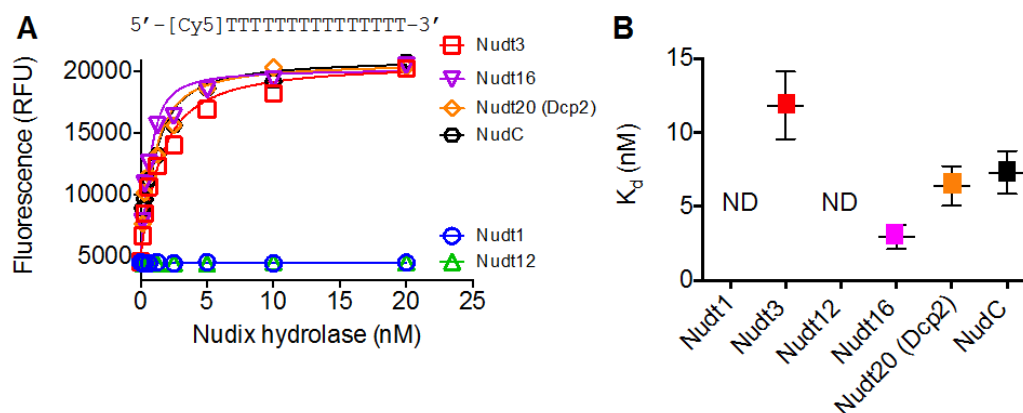 A
5′-[Cy5]TTTTTTTTTTTTTTTT-3′
Fluorescence (RFU)
20000
15000
10000
5000
0
5
10
15
20
25
Nudix hydrolase (nM)
Nudt3
Nudt16
Nudt20 (Dcp2)
NudC
Nudt1
Nudt12
B
Kd (nM)
15
10
5
0
ND
ND
Nudt1
Nudt3
Nudt12
Nudt16
Nudt20 (Dcp2)
NudC